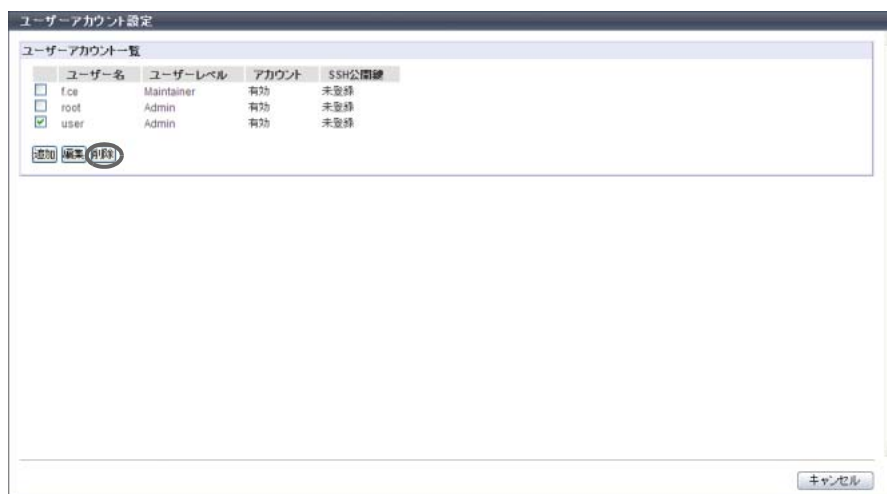 ユーザーアカウント設定
ユーザーアカウント一覧
ユーザー名 ユーザーレベル アカウント SSH公開鍵
f.ce Maintainer 有効 未登録
root Admin 有効 未登録
user Admin 有効 未登録
追加 編集 削除
キャンセル